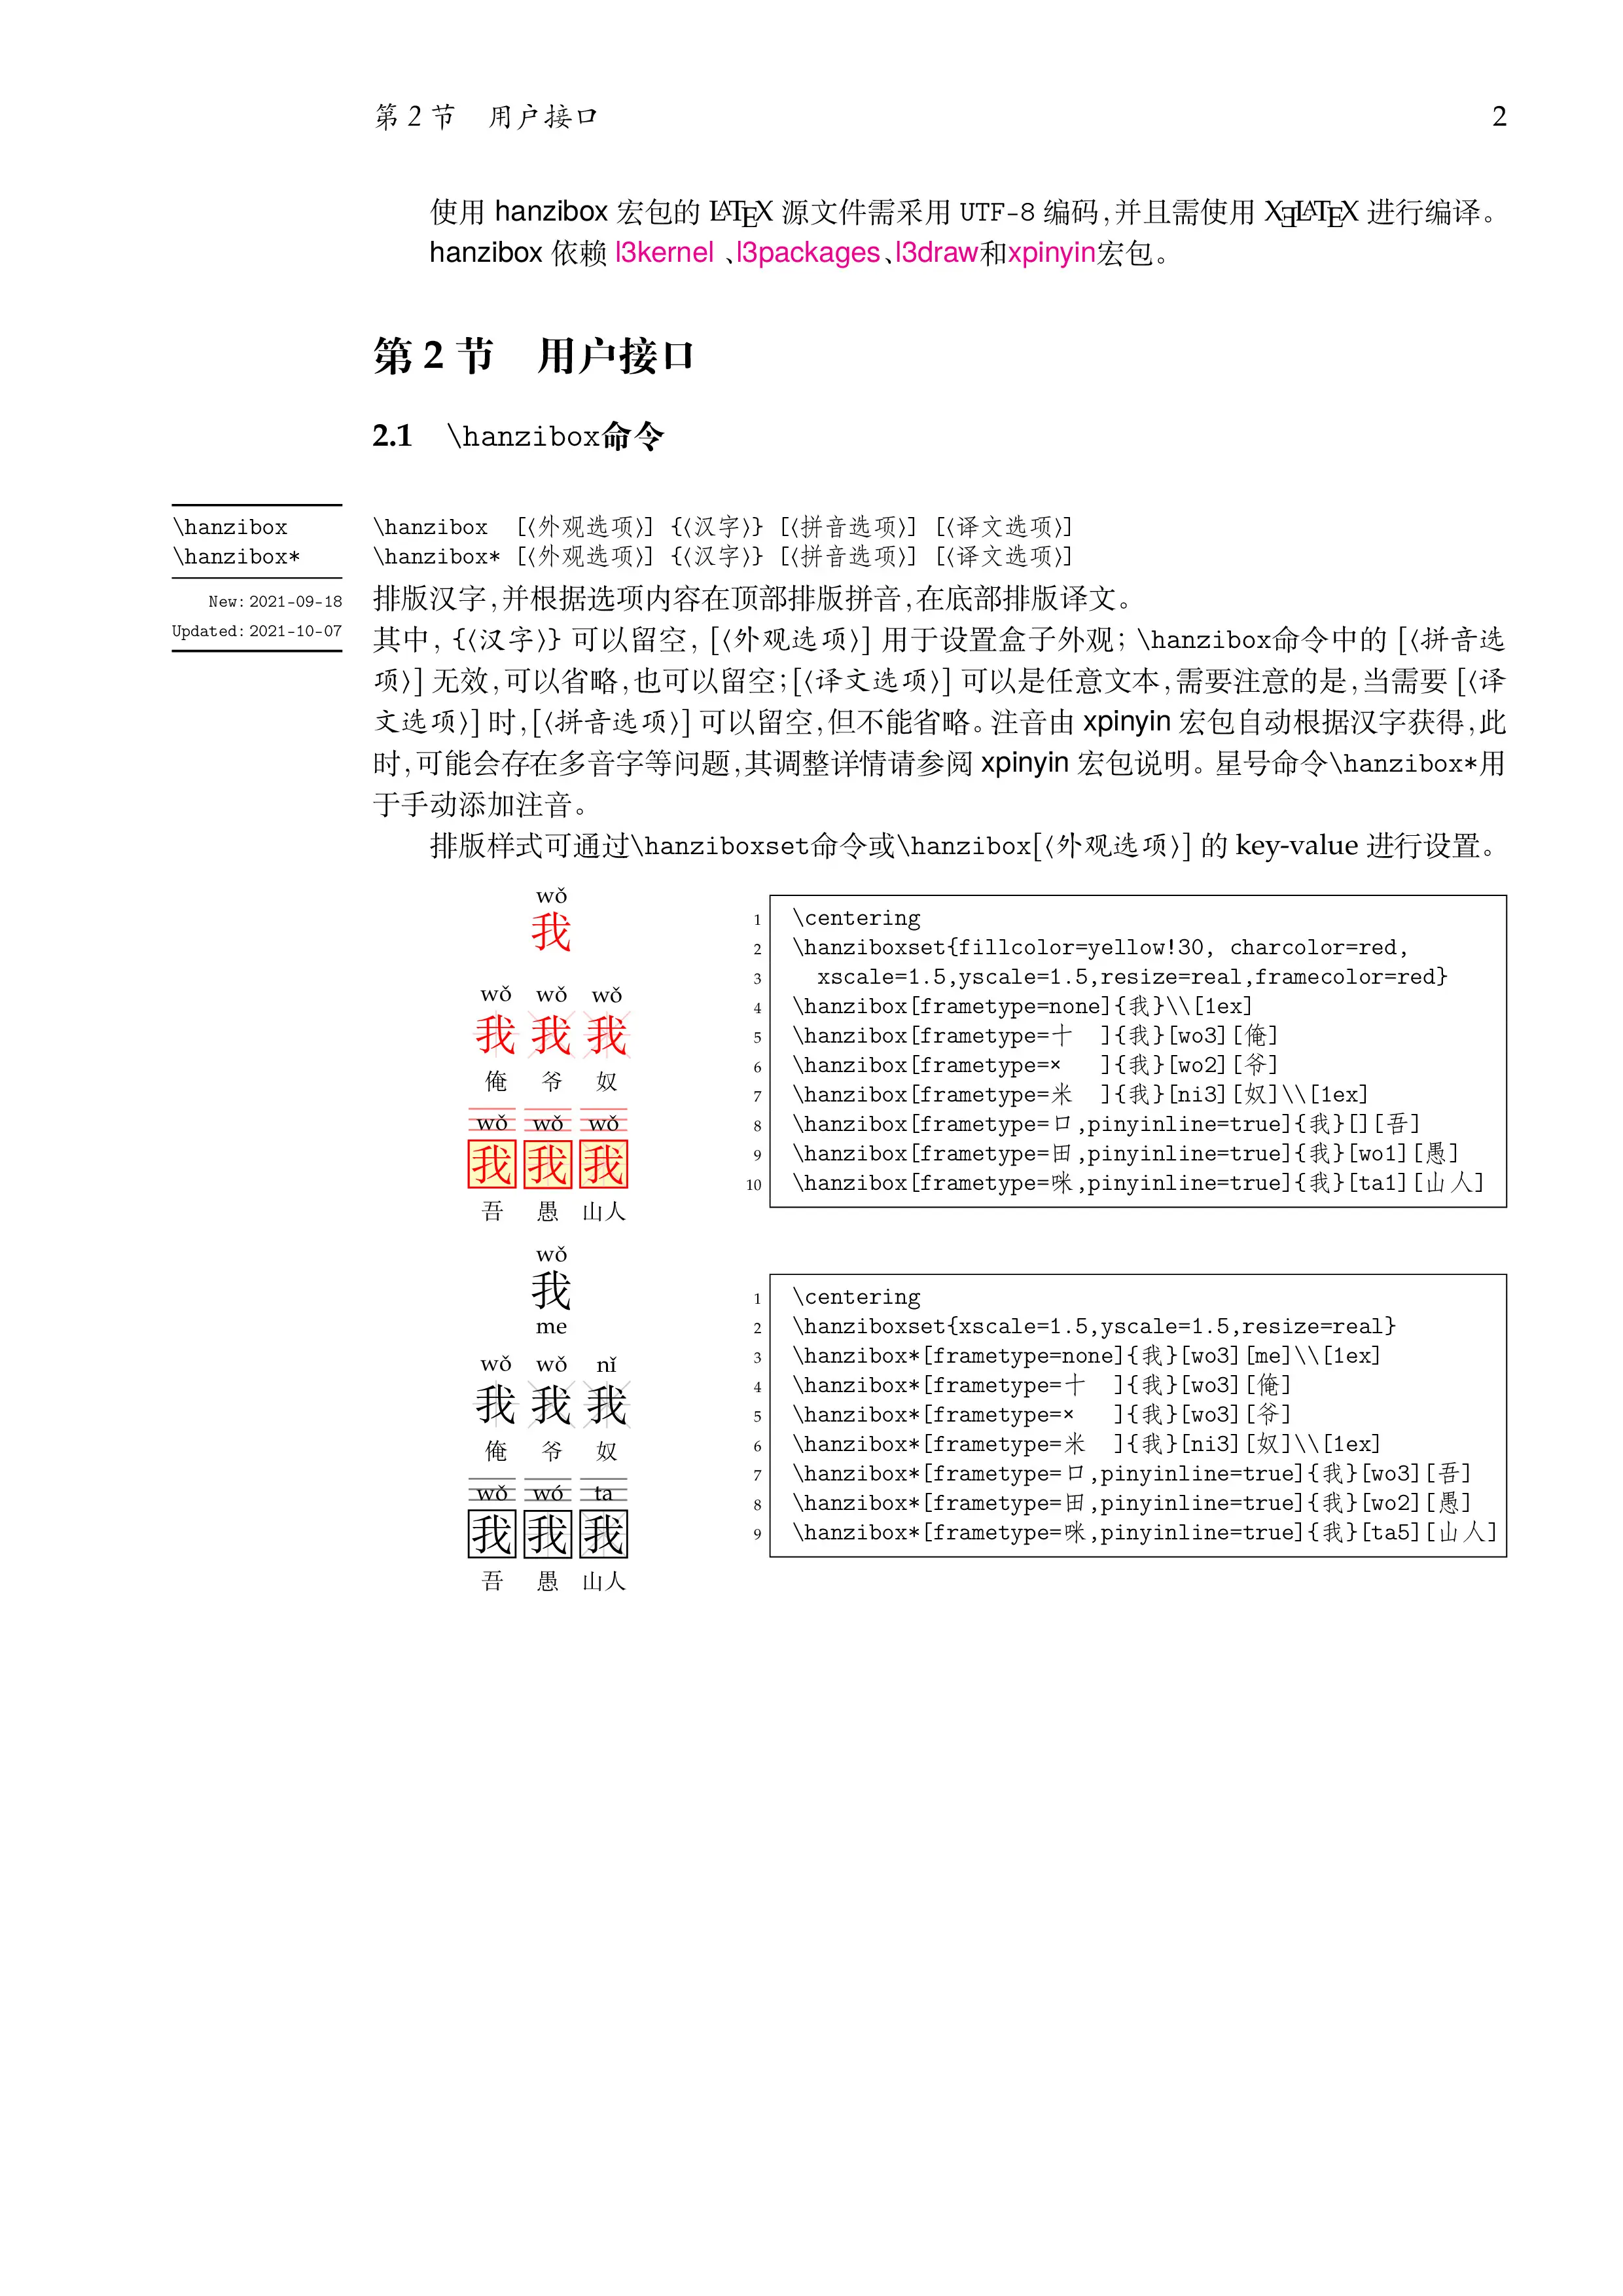 第 2 节　用户接口　2
使用 hanzibox 宏包的 LATEX 源文件需采用 UTF-8 编码，并且需使用 XƎLATEX 进行编译。
hanzibox 依赖 l3kernel 、l3packages、l3draw和xpinyin宏包。
第 2 节　用户接口
2.1　\hanzibox命令
\hanzibox
\hanzibox*
New: 2021-09-18
Updated: 2021-10-07
\hanzibox  [⟨外观选项⟩] {⟨汉字⟩} [⟨拼音选项⟩] [⟨译文选项⟩]
\hanzibox* [⟨外观选项⟩] {⟨汉字⟩} [⟨拼音选项⟩] [⟨译文选项⟩]
排版汉字，并根据选项内容在顶部排版拼音，在底部排版译文。
其中，{⟨汉字⟩} 可以留空，[⟨外观选项⟩] 用于设置盒子外观；\hanzibox命令中的 [⟨拼音选
项⟩] 无效，可以省略，也可以留空；[⟨译文选项⟩] 可以是任意文本，需要注意的是，当需要 [⟨译
文选项⟩] 时，[⟨拼音选项⟩] 可以留空，但不能省略。注音由 xpinyin 宏包自动根据汉字获得，此
时，可能会存在多音字等问题，其调整详情请参阅 xpinyin 宏包说明。星号命令\hanzibox*用
于手动添加注音。
排版样式可通过\hanziboxset命令或\hanzibox[⟨外观选项⟩] 的 key-value 进行设置。
wǒ
我
wǒ wǒ wǒ
我 我 我
俺 爷 奴
wǒ wǒ wǒ
我 我 我
吾 愚 山人
1 \centering
2 \hanziboxset{fillcolor=yellow!30, charcolor=red,
3   xscale=1.5,yscale=1.5,resize=real,framecolor=red}
4 \hanzibox[frametype=none]{我}\\[1ex]
5 \hanzibox[frametype=十  ]{我}[wo3][俺]
6 \hanzibox[frametype=×   ]{我}[wo2][爷]
7 \hanzibox[frametype=米  ]{我}[ni3][奴]\\[1ex]
8 \hanzibox[frametype=口,pinyinline=true]{我}[][吾]
9 \hanzibox[frametype=田,pinyinline=true]{我}[wo1][愚]
10 \hanzibox[frametype=咪,pinyinline=true]{我}[ta1][山人]
wǒ
我
me
wǒ wǒ nǐ
我 我 我
俺 爷 奴
wǒ wó ta
我 我 我
吾 愚 山人
1 \centering
2 \hanziboxset{xscale=1.5,yscale=1.5,resize=real}
3 \hanzibox*[frametype=none]{我}[wo3][me]\\[1ex]
4 \hanzibox*[frametype=十  ]{我}[wo3][俺]
5 \hanzibox*[frametype=×   ]{我}[wo3][爷]
6 \hanzibox*[frametype=米  ]{我}[ni3][奴]\\[1ex]
7 \hanzibox*[frametype=口,pinyinline=true]{我}[wo3][吾]
8 \hanzibox*[frametype=田,pinyinline=true]{我}[wo2][愚]
9 \hanzibox*[frametype=咪,pinyinline=true]{我}[ta5][山人]